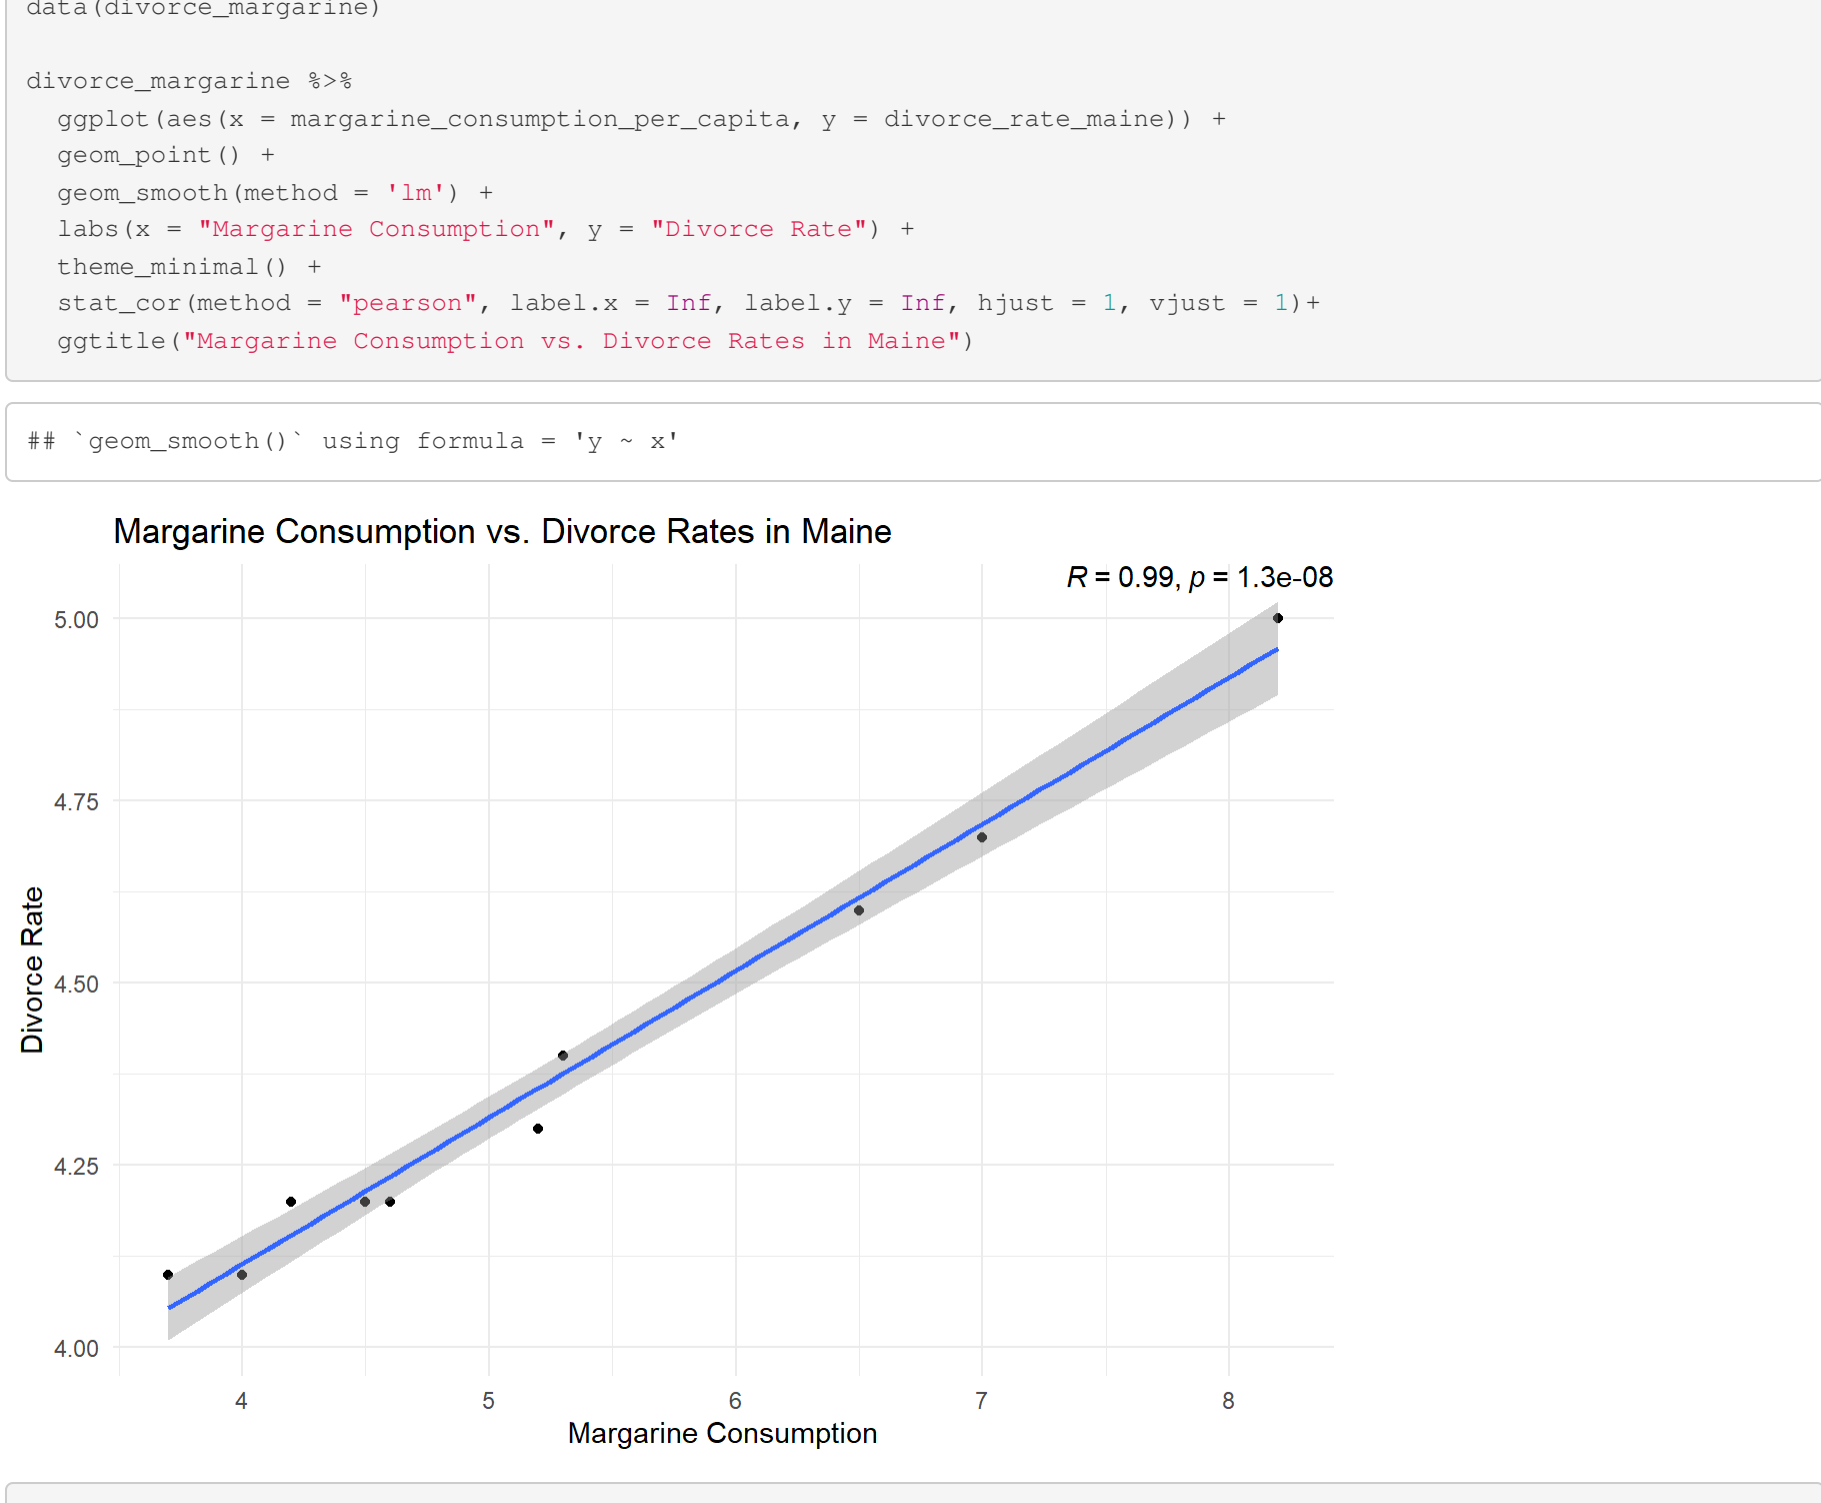 data(divorce_margarine)
divorce_margarine %>%
  ggplot(aes(x = margarine_consumption_per_capita, y = divorce_rate_maine)) +
  geom_point() +
  geom_smooth(method = 'lm') +
  labs(x = "Margarine Consumption", y = "Divorce Rate") +
  theme_minimal() +
  stat_cor(method = "pearson", label.x = Inf, label.y = Inf, hjust = 1, vjust = 1)+
  ggtitle("Margarine Consumption vs. Divorce Rates in Maine")
## `geom_smooth()` using formula = 'y ~ x'
Margarine Consumption vs. Divorce Rates in Maine
R = 0.99, p = 1.3e-08
5.00
4.75
4.50
4.25
4.00
Divorce Rate
4 5 6 7 8
Margarine Consumption